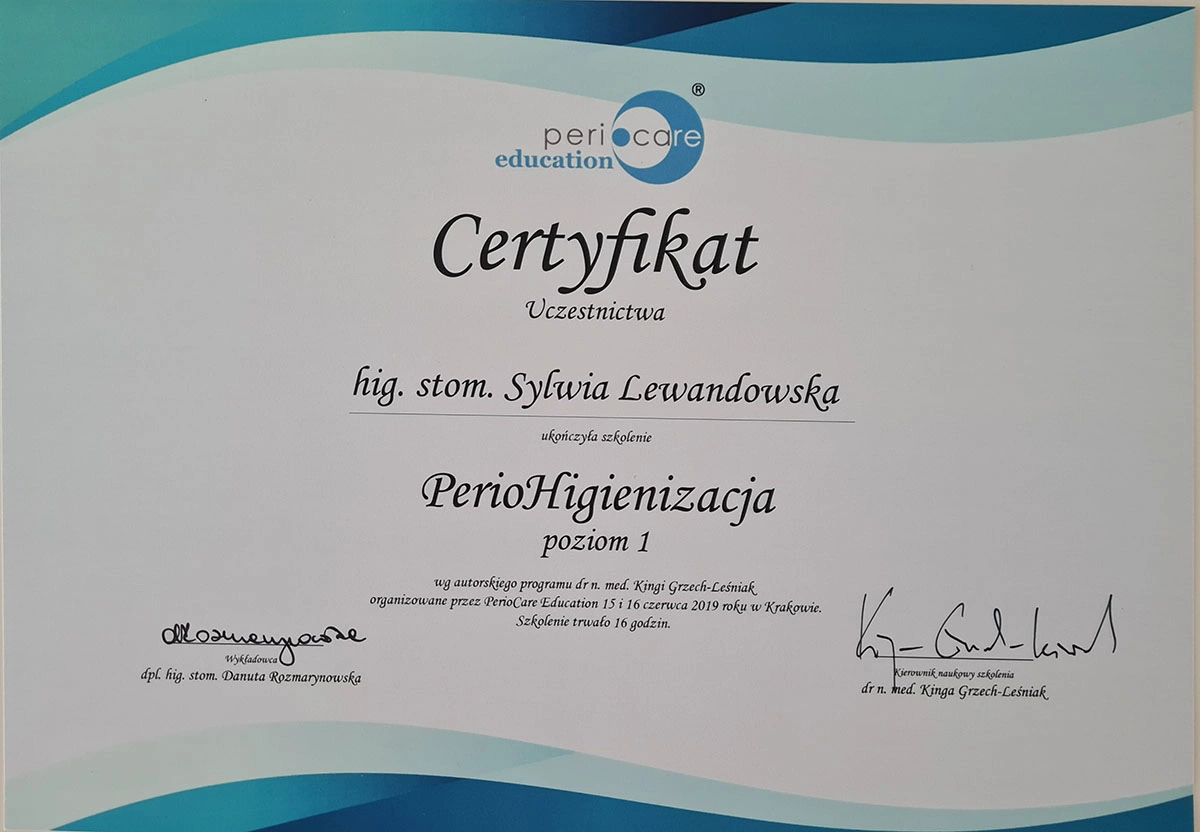 ®
periocare
education
Certyfikat
Uczestnictwa
hig. stom. Sylwia Lewandowska
ukończyła szkolenie
PerioHigienizacja
poziom 1
wg autorskiego programu dr n. med. Kingi Grzech-Leśniak
organizowane przez PerioCare Education 15 i 16 czerwca 2019 roku w Krakowie.
Szkolenie trwało 16 godzin.
Wykładowca
dpl. hig. stom. Danuta Rozmarynowska
Kierownik naukowy szkolenia
dr n. med. Kinga Grzech-Leśniak